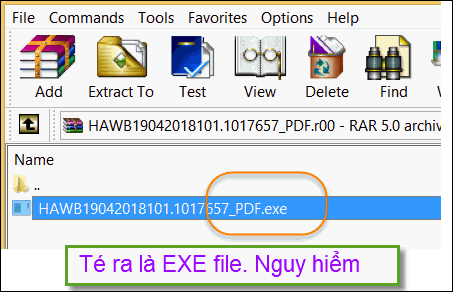 File Commands Tools Favorites Options Help
Add Extract To Test View Delete Find
HAWB19042018101.1017657_PDF.r00 - RAR 5.0 archiv
Name
..
HAWB19042018101.1017657_PDF.exe
Té ra là EXE file. Nguy hiểm